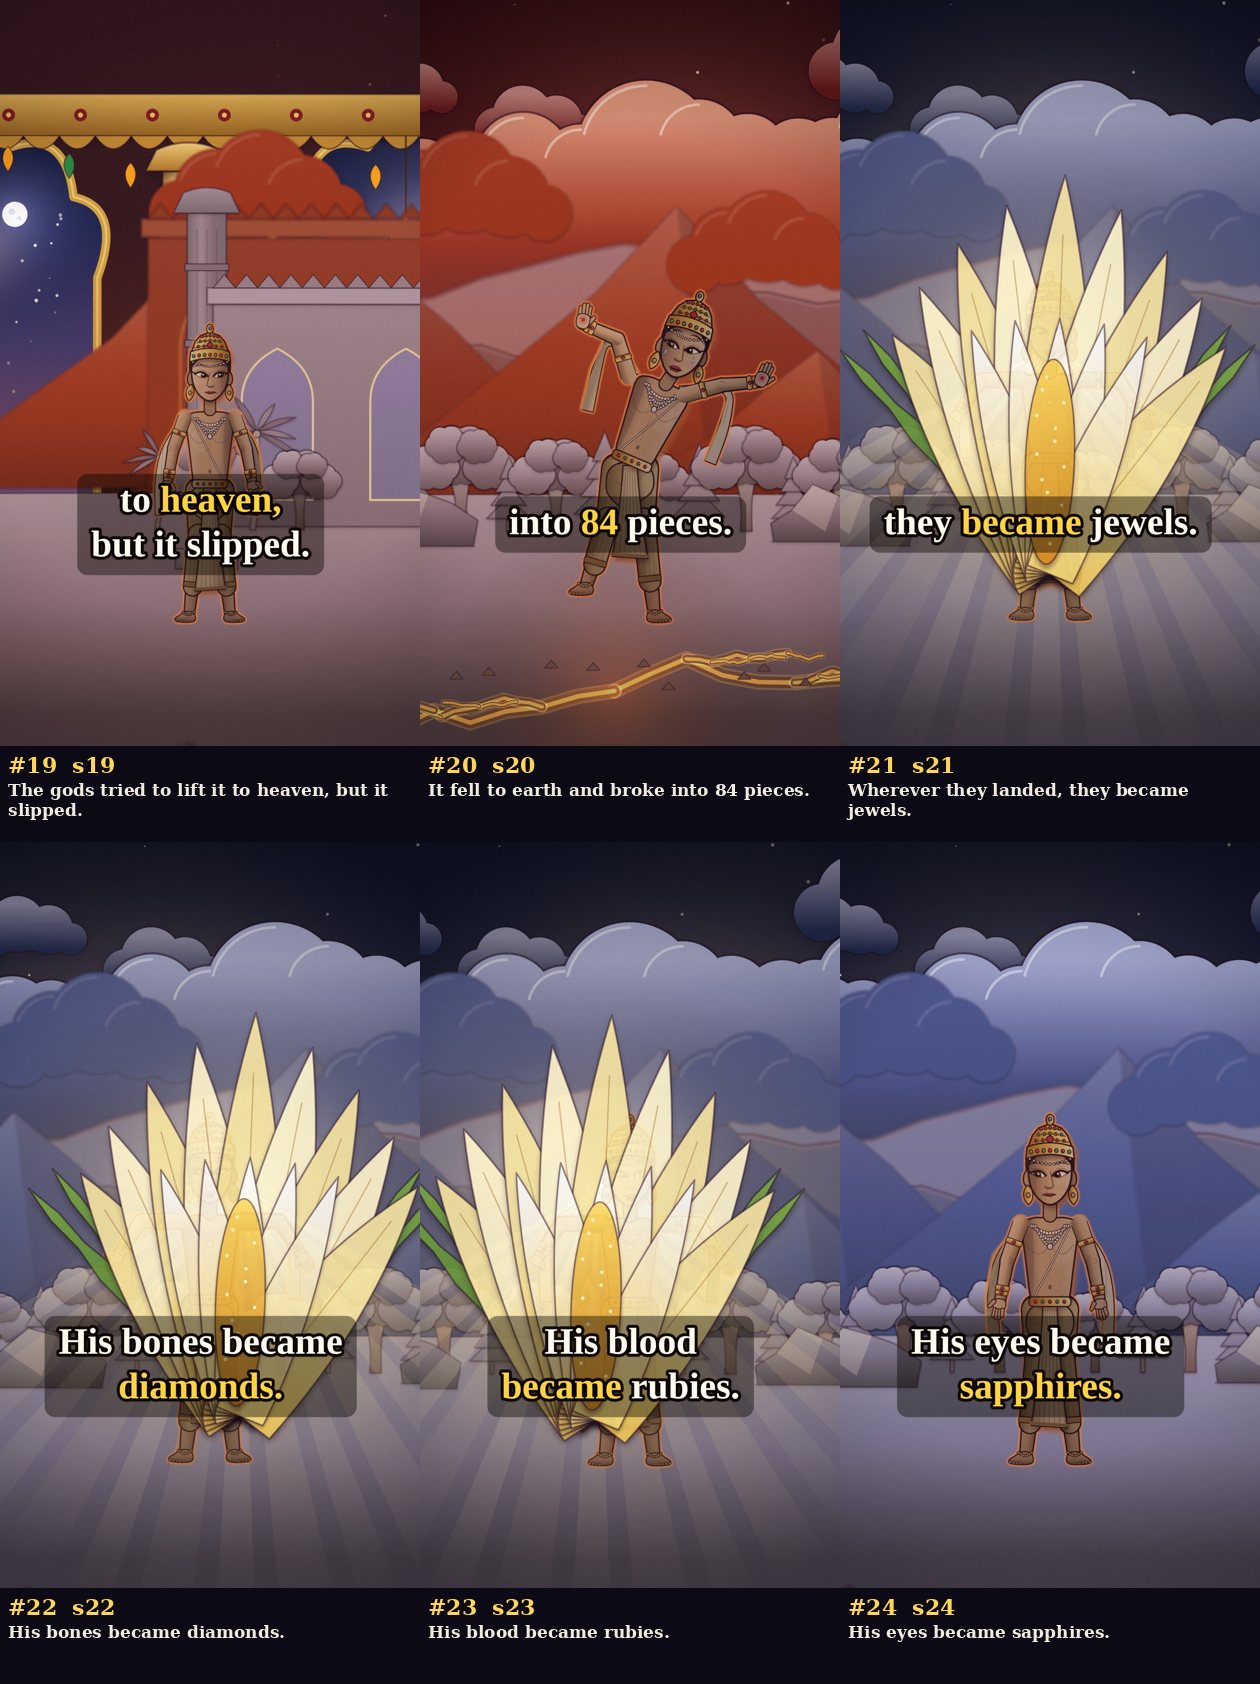 to heaven,
but it slipped.
into 84 pieces.
they became jewels.
#19 s19
The gods tried to lift it to heaven, but it
slipped.
#20 s20
It fell to earth and broke into 84 pieces.
#21 s21
Wherever they landed, they became
jewels.
His bones became
diamonds.
His blood
became rubies.
His eyes became
sapphires.
#22 s22
His bones became diamonds.
#23 s23
His blood became rubies.
#24 s24
His eyes became sapphires.